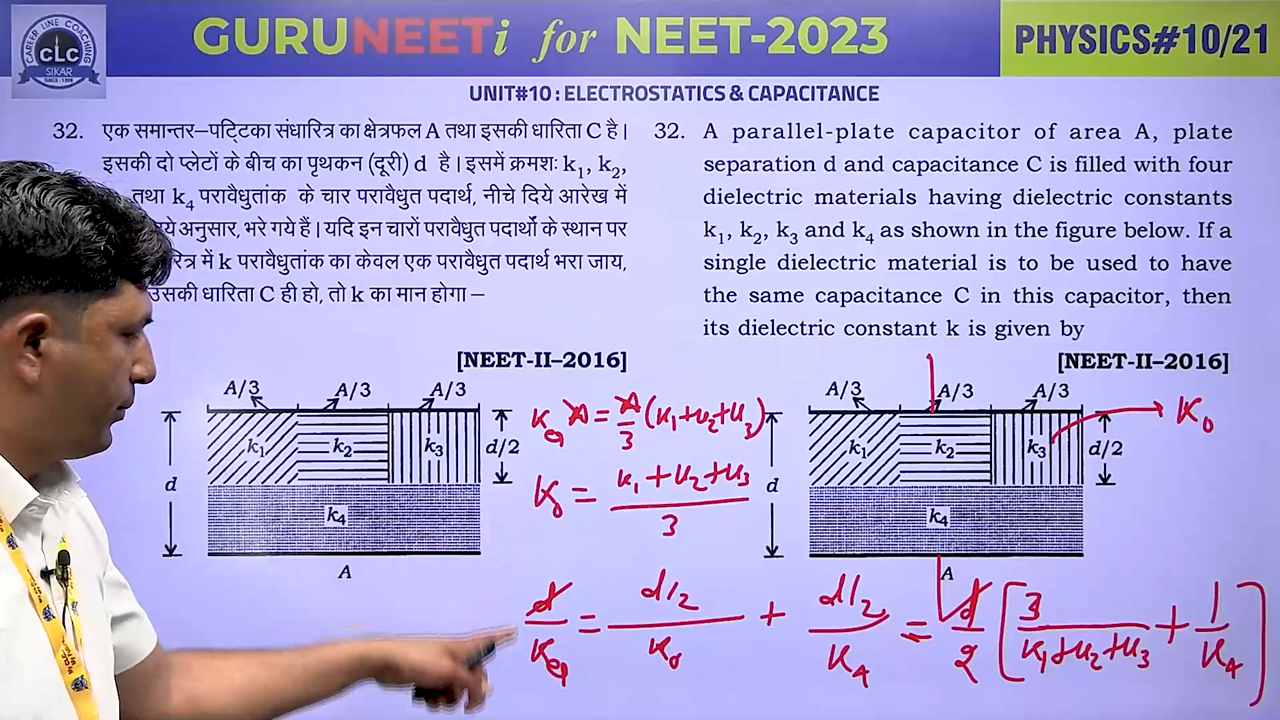 CAREER LINE COACHING
CLC
SIKAR
SINCE : 1996
GURUNEETi for NEET-2023
PHYSICS#10/21
UNIT#10 : ELECTROSTATICS & CAPACITANCE
32. एक समान्तर–पट्टिका संधारित्र का क्षेत्रफल A तथा इसकी धारिता C है।
इसकी दो प्लेटों के बीच का पृथकन (दूरी) d है। इसमें क्रमशः k₁, k₂,
तथा k₄ परावैधुतांक के चार परावैधुत पदार्थ, नीचे दिये आरेख में
ये अनुसार, भरे गये हैं। यदि इन चारों परावैधुत पदार्थों के स्थान पर
रित्र में k परावैधुतांक का केवल एक परावैधुत पदार्थ भरा जाय,
उसकी धारिता C ही हो, तो k का मान होगा –
[NEET-II–2016]
A/3 A/3 A/3
k₁ k₂ k₃ d/2
d
k₄
A
32. A parallel-plate capacitor of area A, plate
separation d and capacitance C is filled with four
dielectric materials having dielectric constants
k₁, k₂, k₃ and k₄ as shown in the figure below. If a
single dielectric material is to be used to have
the same capacitance C in this capacitor, then
its dielectric constant k is given by
[NEET-II–2016]
A/3 A/3 A/3
k₁ k₂ k₃ d/2
d
k₄
A
K₀
Keq A = A/3 (K₁+K₂+K₃)
K₀ = K₁+K₂+K₃/3
d/Keq = d/2/K₀ + d/2/K₄ = d/2 [3/K₁+K₂+K₃ + 1/K₄]